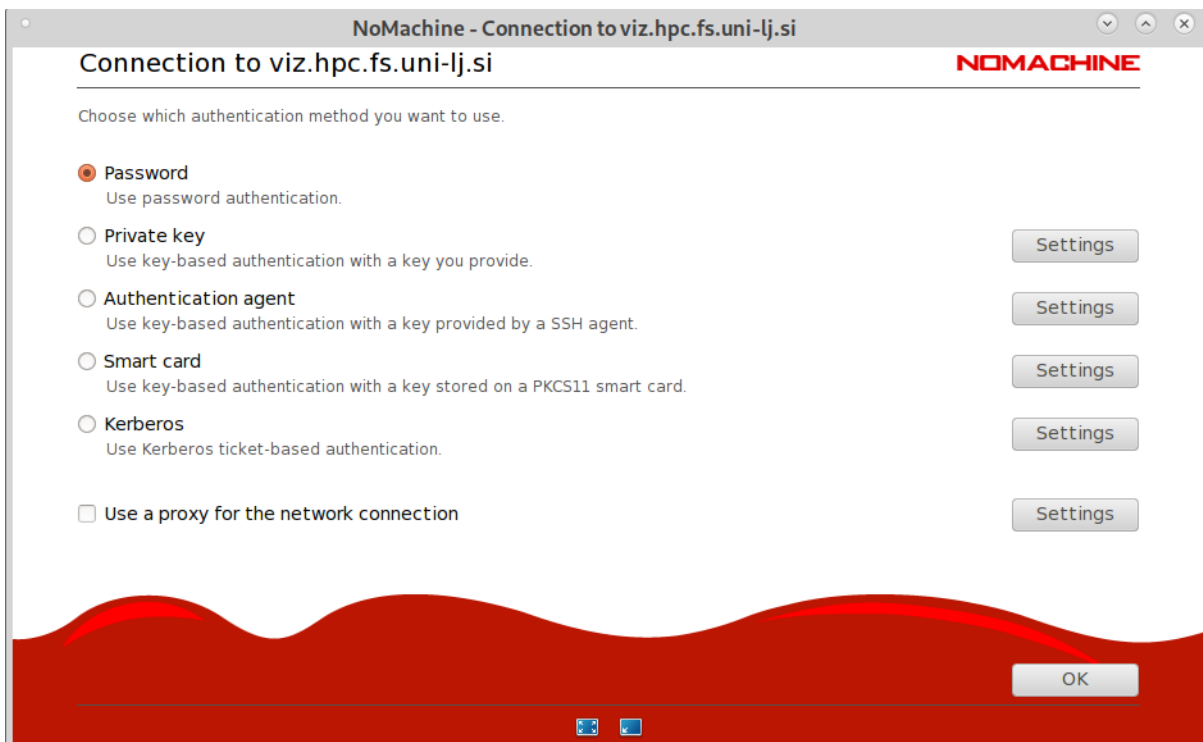 NoMachine - Connection to viz.hpc.fs.uni-lj.si
Connection to viz.hpc.fs.uni-lj.si
NOMACHINE
Choose which authentication method you want to use.
Password
Use password authentication.
Private key
Settings
Use key-based authentication with a key you provide.
Authentication agent
Settings
Use key-based authentication with a key provided by a SSH agent.
Smart card
Settings
Use key-based authentication with a key stored on a PKCS11 smart card.
Kerberos
Settings
Use Kerberos ticket-based authentication.
Use a proxy for the network connection
Settings
OK